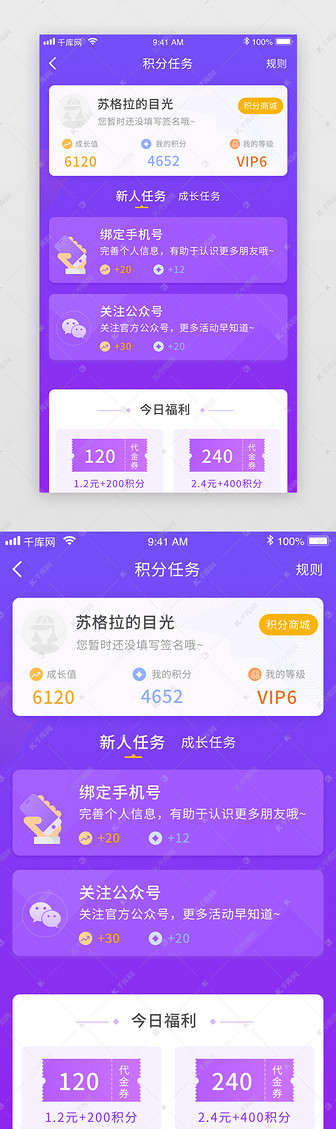 千库网 9:41 AM 100%
积分任务 规则
苏格拉的目光 积分商城
您暂时还没填写签名哦~
成长值 我的积分 我的等级
6120 4652 VIP6
新人任务 成长任务
绑定手机号
完善个人信息，有助于认识更多朋友哦~
+20 +12
关注公众号
关注官方公众号，更多活动早知道~
+30 +20
今日福利
120 代金券 240 代金券
1.2元+200积分 2.4元+400积分
千库网 9:41 AM 100%
积分任务 规则
苏格拉的目光 积分商城
您暂时还没填写签名哦~
成长值 我的积分 我的等级
6120 4652 VIP6
新人任务 成长任务
绑定手机号
完善个人信息，有助于认识更多朋友哦~
+20 +12
关注公众号
关注官方公众号，更多活动早知道~
+30 +20
今日福利
120 代金券 240 代金券
1.2元+200积分 2.4元+400积分